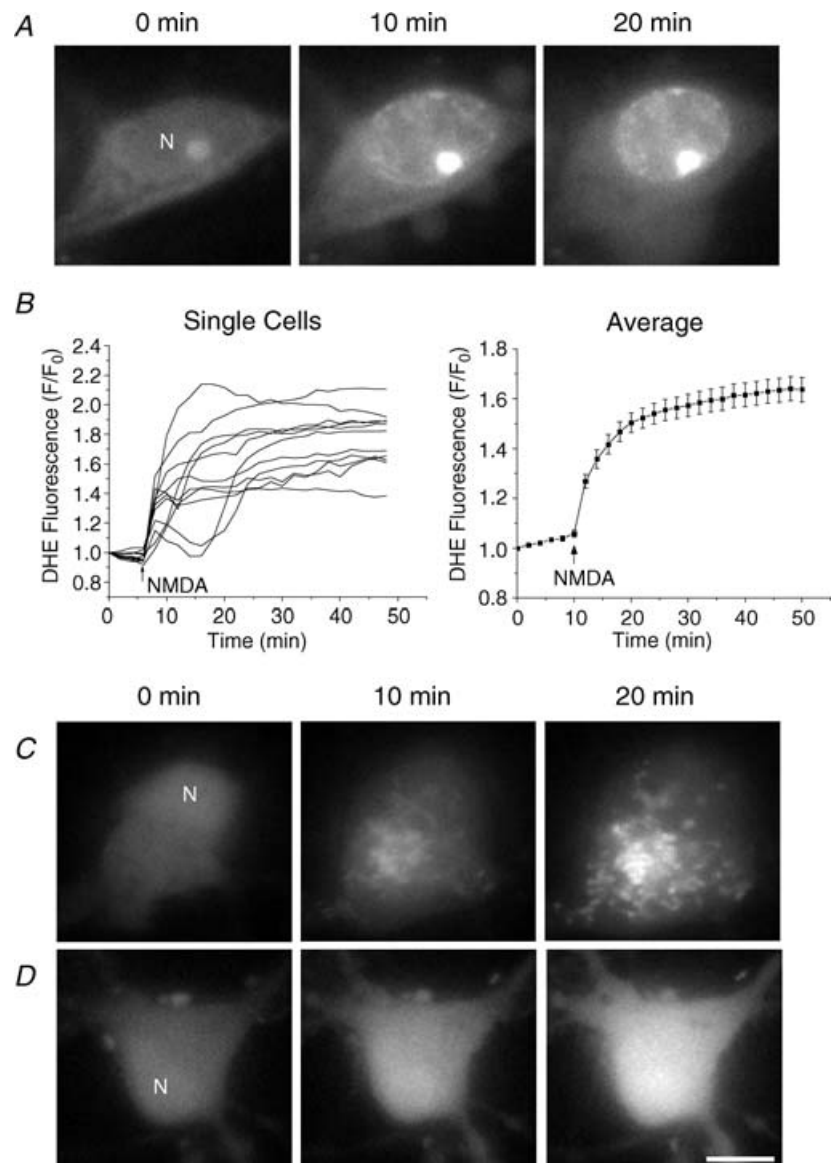 A
0 min
10 min
20 min
N
B
Single Cells
DHE Fluorescence (F/F0)
2.4
2.2
2.0
1.8
1.6
1.4
1.2
1.0
0.8
NMDA
0
10
20
30
40
50
Time (min)
Average
DHE Fluorescence (F/F0)
1.8
1.6
1.4
1.2
1.0
0.8
NMDA
0
10
20
30
40
50
Time (min)
0 min
10 min
20 min
C
N
D
N